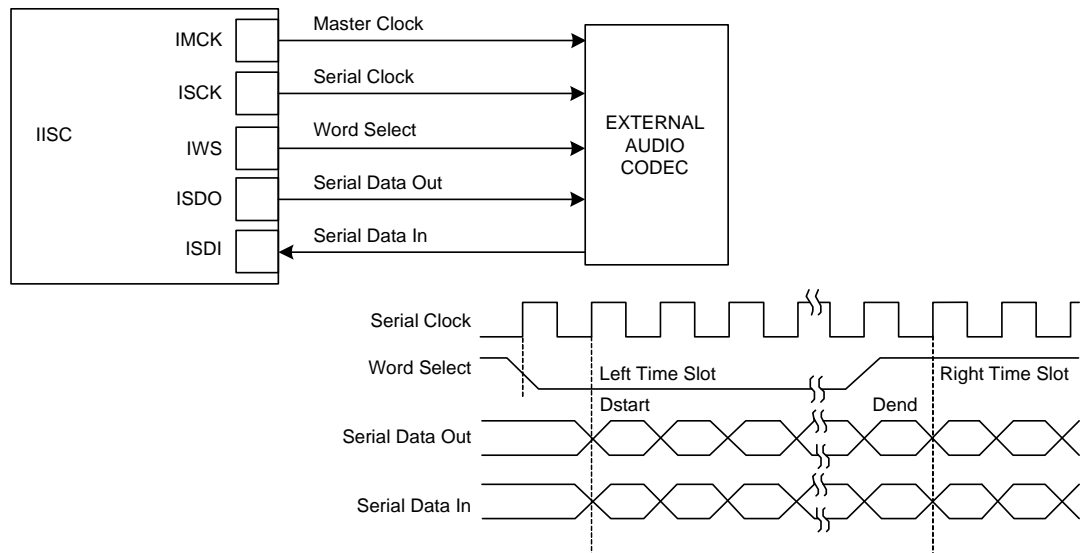 IMCK
Master Clock
ISCK
Serial Clock
IISC
IWS
Word Select
EXTERNAL
AUDIO
CODEC
ISDO
Serial Data Out
ISDI
Serial Data In
Serial Clock
Word Select
Left Time Slot
Right Time Slot
Dstart
Dend
Serial Data Out
Serial Data In